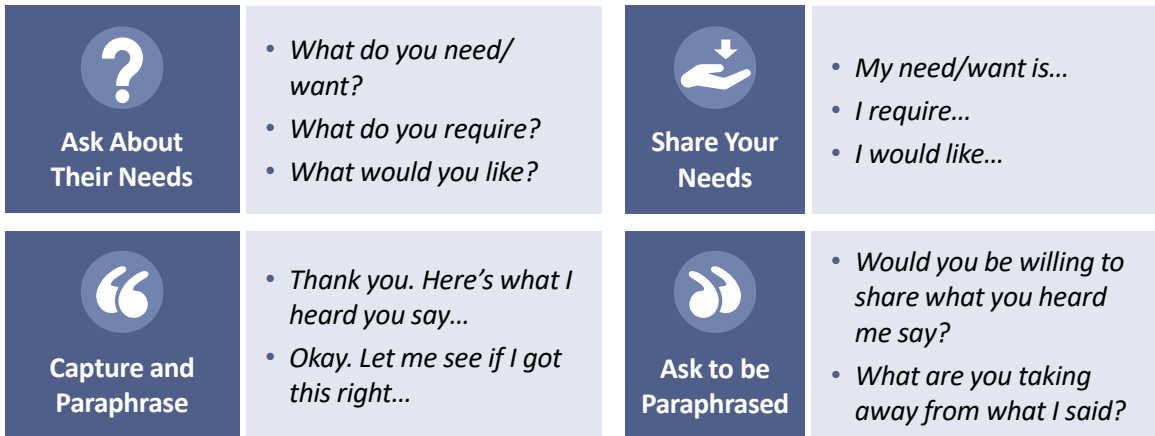 Ask About
Their Needs
• What do you need/
want?
• What do you require?
• What would you like?
Share Your
Needs
• My need/want is…
• I require…
• I would like…
Capture and
Paraphrase
• Thank you. Here’s what I
heard you say…
• Okay. Let me see if I got
this right…
Ask to be
Paraphrased
• Would you be willing to
share what you heard
me say?
• What are you taking
away from what I said?